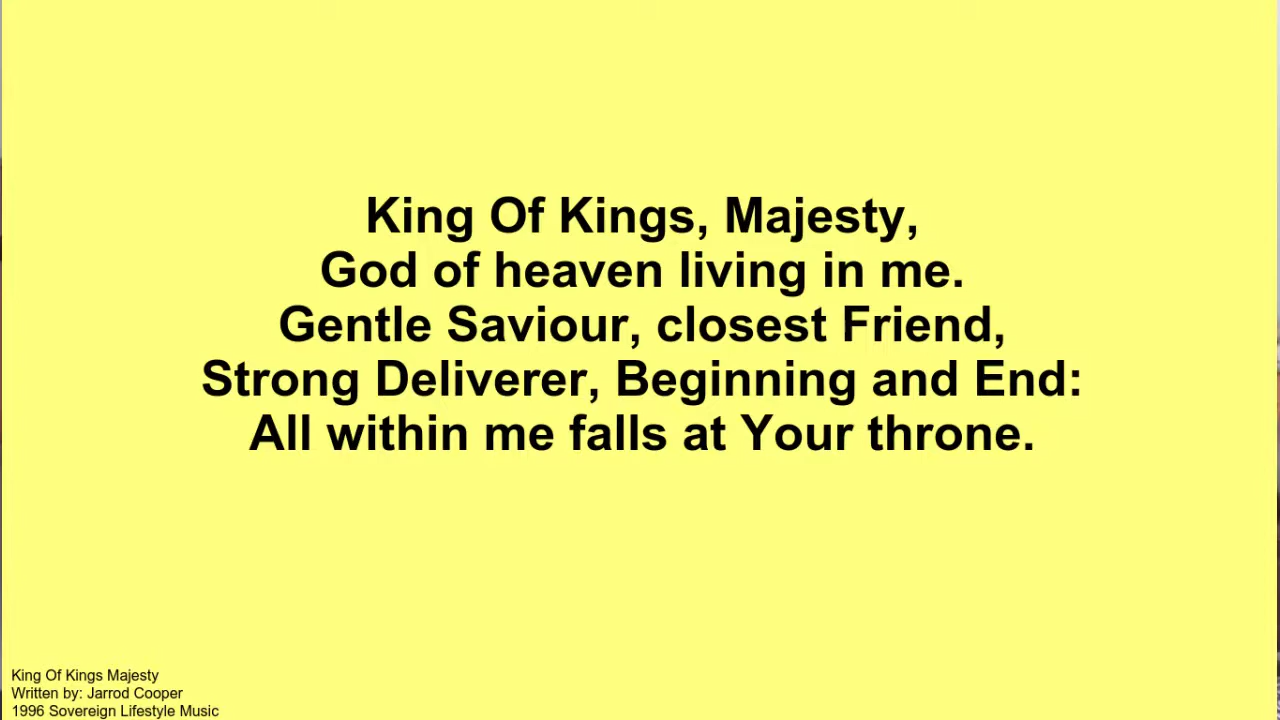 King Of Kings, Majesty,
God of heaven living in me.
Gentle Saviour, closest Friend,
Strong Deliverer, Beginning and End:
All within me falls at Your throne.
King Of Kings Majesty
Written by: Jarrod Cooper
1996 Sovereign Lifestyle Music